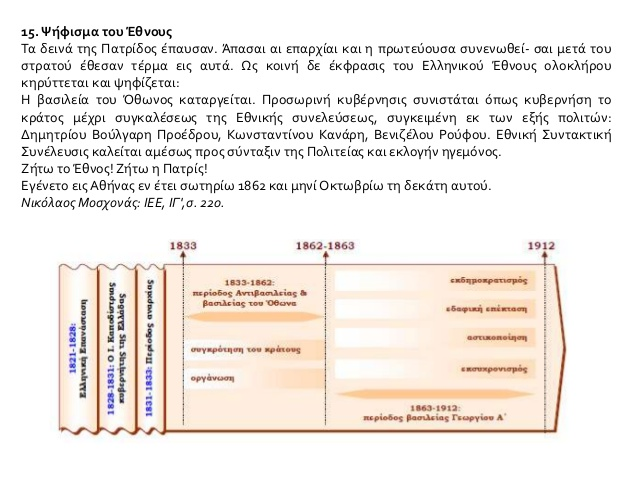 15. Ψήφισμα του Έθνους
Τα δεινά της Πατρίδος έπαυσαν. Άπασαι αι επαρχίαι και η πρωτεύουσα συνενωθεί- σαι μετά του
στρατού έθεσαν τέρμα εις αυτά. Ως κοινή δε έκφρασις του Ελληνικού Έθνους ολοκλήρου
κηρύττεται και ψηφίζεται:
Η βασιλεία του Όθωνος καταργείται. Προσωρινή κυβέρνησις συνιστάται όπως κυβερνήση το
κράτος μέχρι συγκαλέσεως της Εθνικής συνελεύσεως, συγκειμένη εκ των εξής πολιτών:
Δημητρίου Βούλγαρη Προέδρου, Κωνσταντίνου Κανάρη, Βενιζέλου Ρούφου. Εθνική Συντακτική
Συνέλευσις καλείται αμέσως προς σύνταξιν της Πολιτείας και εκλογήν ηγεμόνος.
Ζήτω το Έθνος! Ζήτω η Πατρίς!
Εγένετο εις Αθήνας εν έτει σωτηρίω 1862 και μηνί Οκτωβρίω τη δεκάτη αυτού.
Νικόλαος Μοσχονάς: ΙΕΕ, ΙΓ', σ. 220.
1833
1862-1863
1912
1821-1828:
Ελληνική Επανάσταση
1828-1831: Ο Ι. Καποδίστριας
κυβερνήτης της Ελλάδας
1831-1833: Περίοδος αναρχίας
1833-1862:
περίοδος Αντιβασιλείας &
βασιλείας του Όθωνα
συγκρότηση του κράτους
οργάνωση
εκδημοκρατισμός
εδαφική επέκταση
αστικοποίηση
εκσυχρονισμός
1863-1912:
περίοδος βασιλείας Γεωργίου Α΄